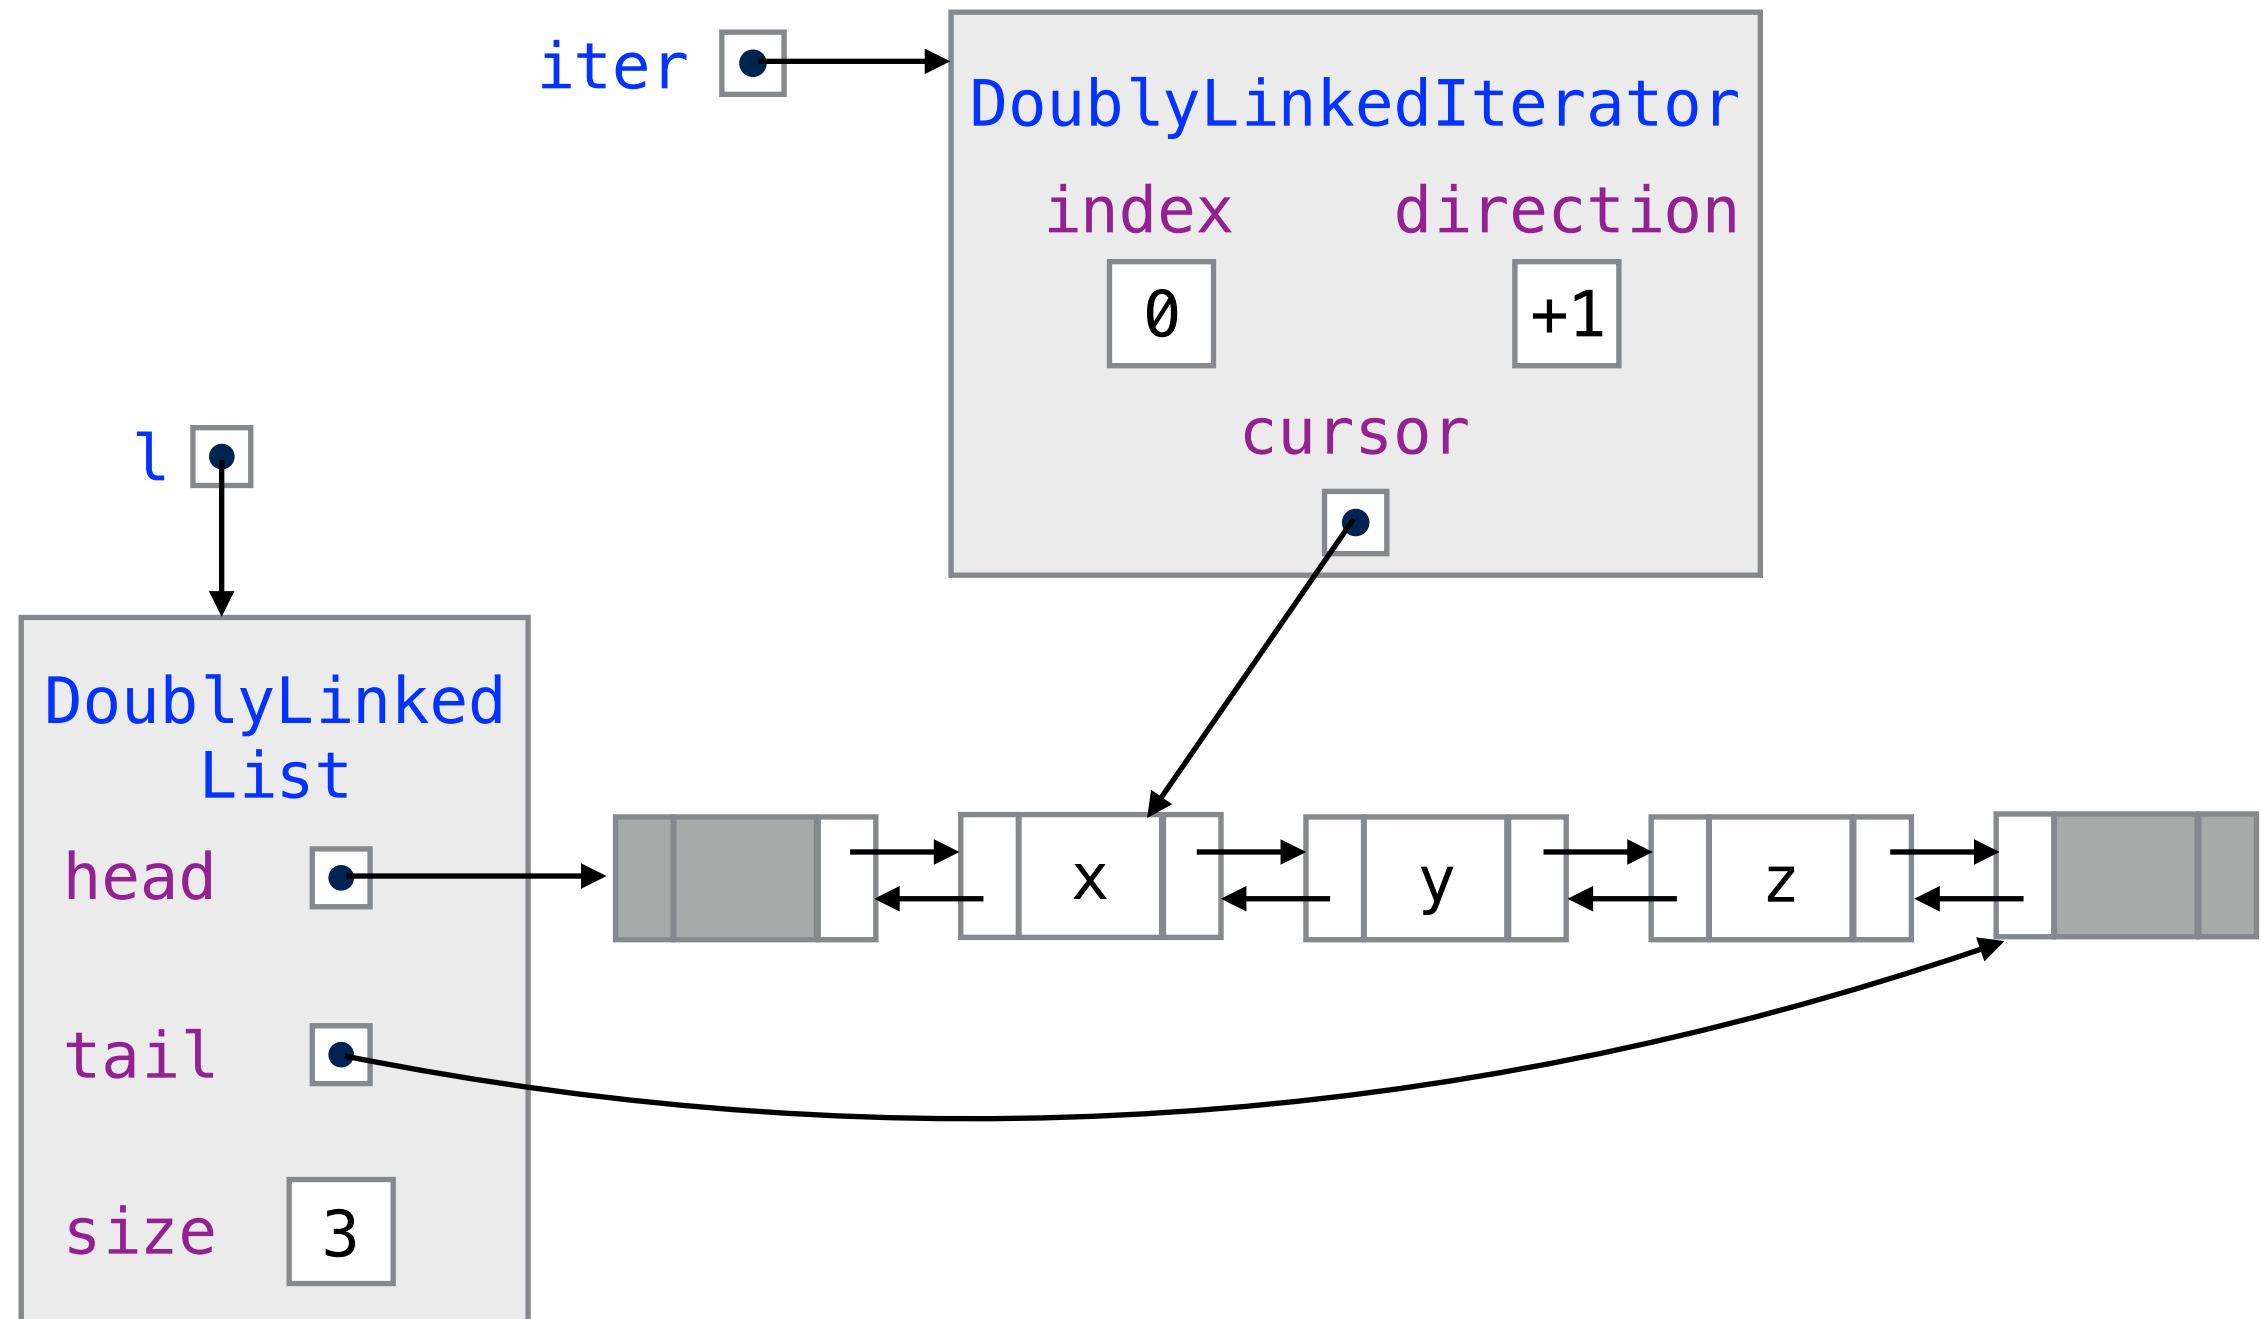 iter
DoublyLinkedIterator
index direction
0 +1
cursor
l
DoublyLinked
List
head
x y z
tail
size 3